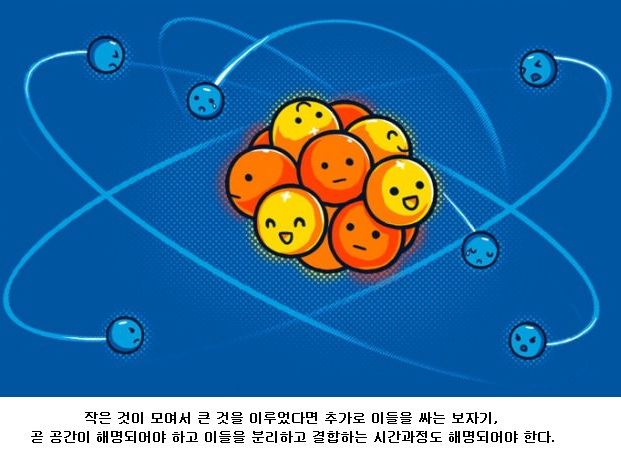 작은 것이 모여서 큰 것을 이루었다면 추가로 이들을 싸는 보자기,
곧 공간이 해명되어야 하고 이들을 분리하고 결합하는 시간과정도 해명되어야 한다.